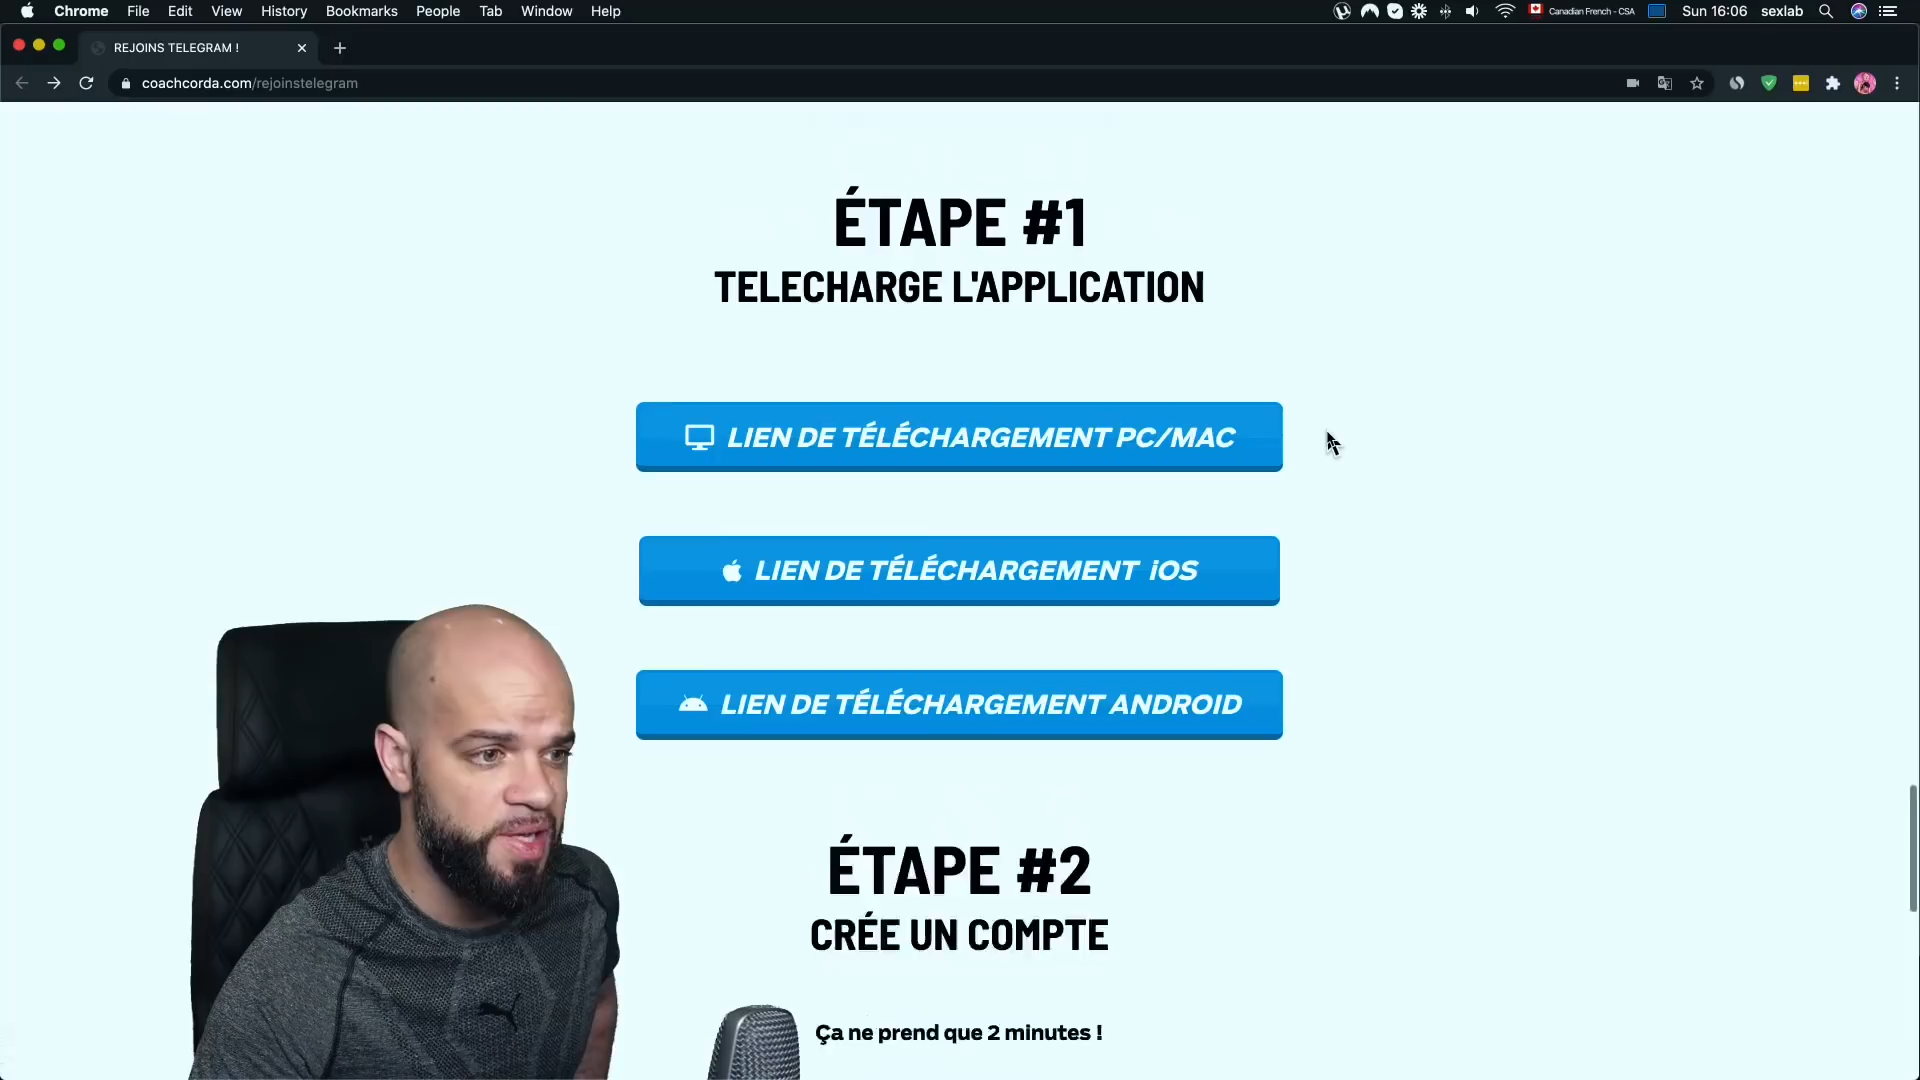 Chrome File Edit View History Bookmarks People Tab Window Help
Canadian French - CSA Sun 16:06 sexlab
REJOINS TELEGRAM !
coachcorda.com/rejoinstelegram
ÉTAPE #1
TELECHARGE L'APPLICATION
LIEN DE TÉLÉCHARGEMENT PC/MAC
LIEN DE TÉLÉCHARGEMENT iOS
LIEN DE TÉLÉCHARGEMENT ANDROID
ÉTAPE #2
CRÉE UN COMPTE
Ça ne prend que 2 minutes !